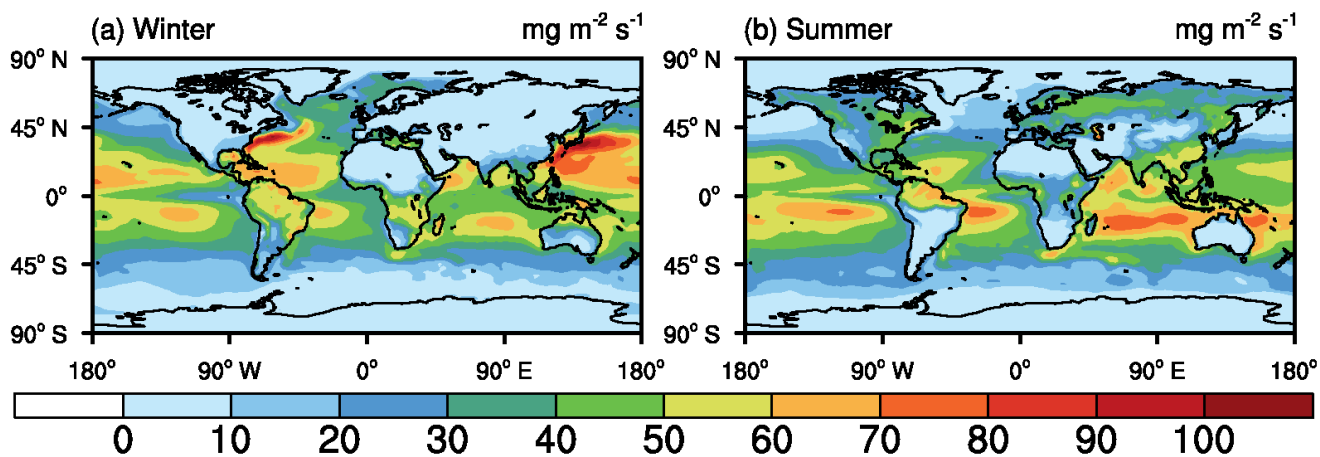 (a) Winter mg m⁻² s⁻¹ (b) Summer mg m⁻² s⁻¹
90° N 90° N
45° N 45° N
0° 0°
45° S 45° S
90° S 90° S
180° 90° W 0° 90° E 180° 180° 90° W 0° 90° E 180°
0 10 20 30 40 50 60 70 80 90 100